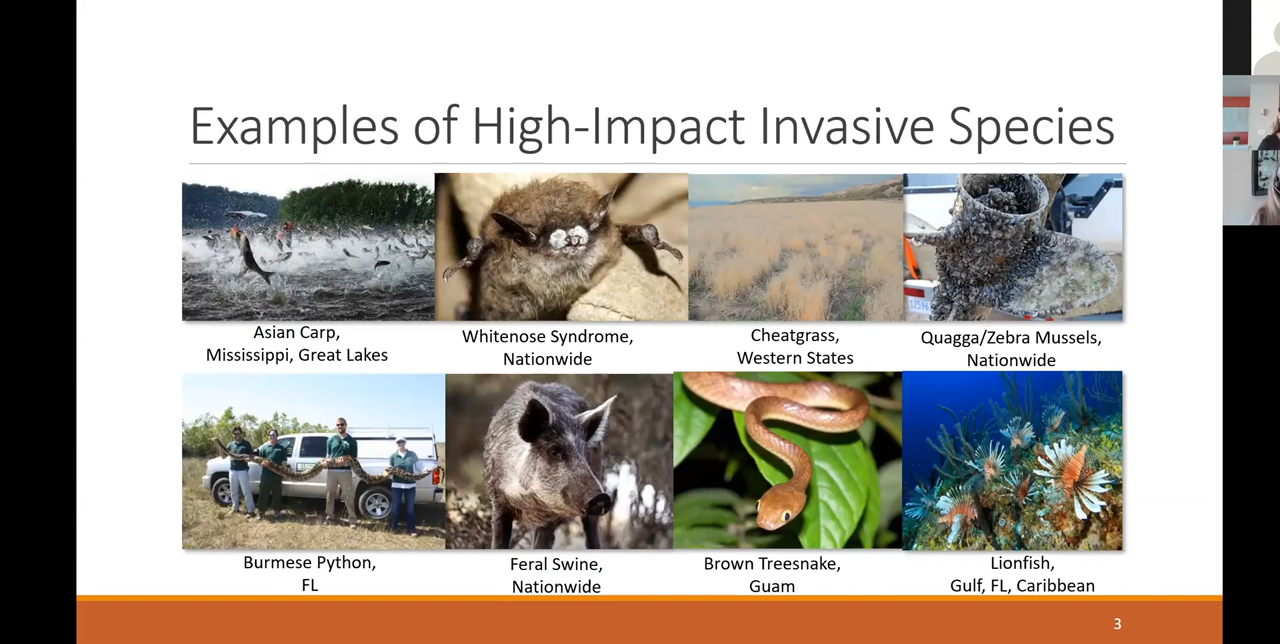 Examples of High-Impact Invasive Species
Asian Carp,
Mississippi, Great Lakes
Whitenose Syndrome,
Nationwide
Cheatgrass,
Western States
Quagga/Zebra Mussels,
Nationwide
Burmese Python,
FL
Feral Swine,
Nationwide
Brown Treesnake,
Guam
Lionfish,
Gulf, FL, Caribbean
3